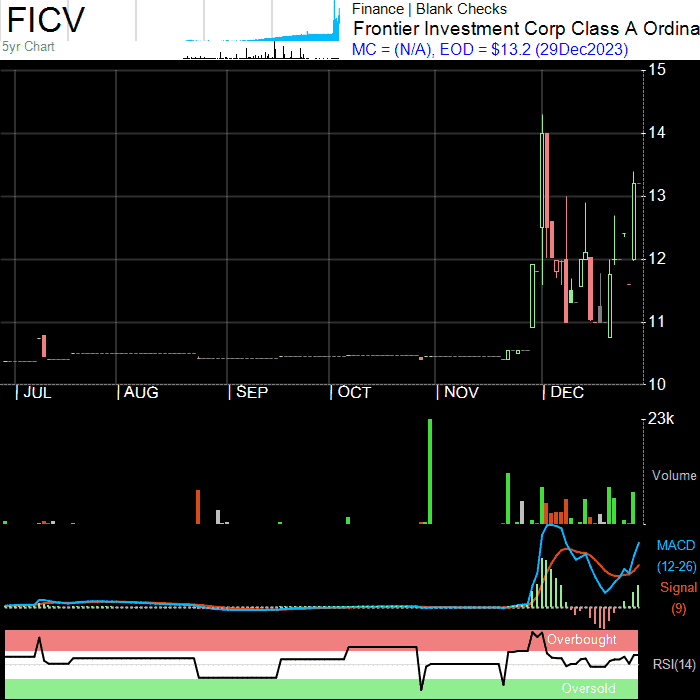 FICV
5yr Chart
Finance | Blank Checks
Frontier Investment Corp Class A Ordina
MC = (N/A), EOD = $13.2 (29Dec2023)
15
14
13
12
11
10
JUL AUG SEP OCT NOV DEC
23k
Volume
MACD
(12-26)
Signal
(9)
Overbought
RSI(14)
Oversold